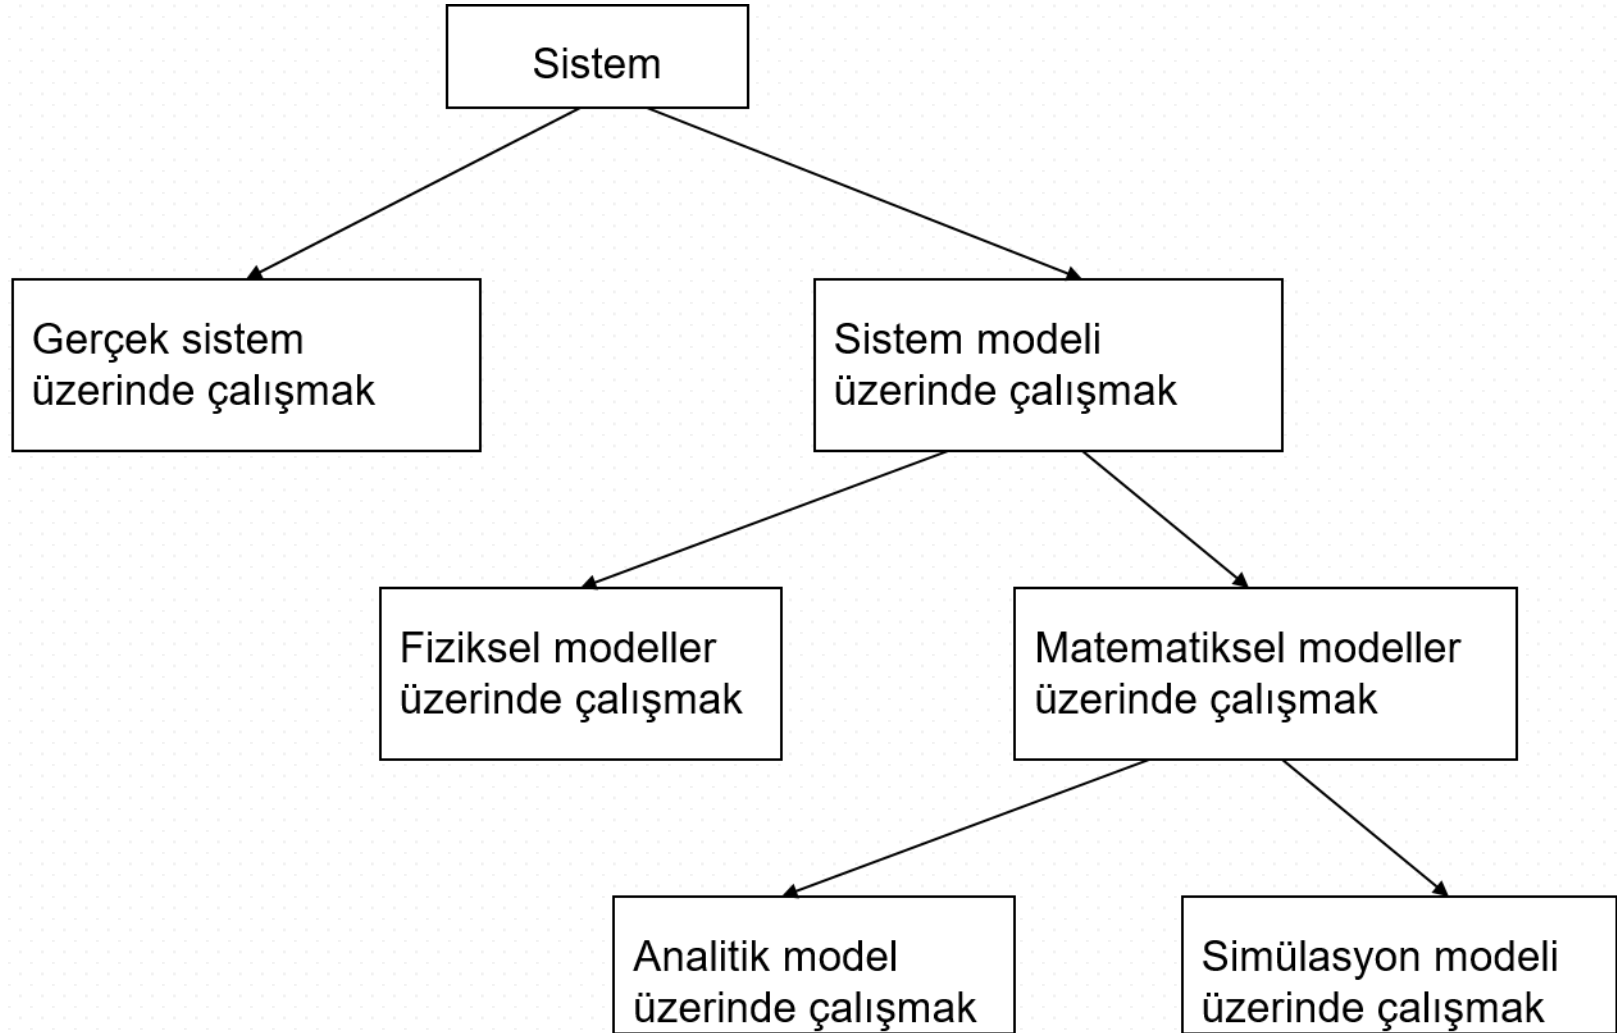 Sistem
Gerçek sistem
üzerinde çalışmak
Sistem modeli
üzerinde çalışmak
Fiziksel modeller
üzerinde çalışmak
Matematiksel modeller
üzerinde çalışmak
Analitik model
üzerinde çalışmak
Simülasyon modeli
üzerinde çalışmak